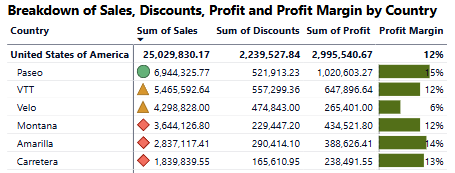 Breakdown of Sales, Discounts, Profit and Profit Margin by Country
Country Sum of Sales Sum of Discounts Sum of Profit Profit Margin
United States of America 25,029,830.17 2,239,527.84 2,995,540.67 12%
Paseo 6,944,325.77 521,913.23 1,020,603.27 15%
VTT 5,465,592.64 557,299.36 647,896.64 12%
Velo 4,298,828.00 474,843.00 265,401.00 6%
Montana 3,644,126.80 229,447.20 434,521.80 12%
Amarilla 2,837,117.41 290,414.10 388,626.41 14%
Carretera 1,839,839.55 165,610.95 238,491.55 13%